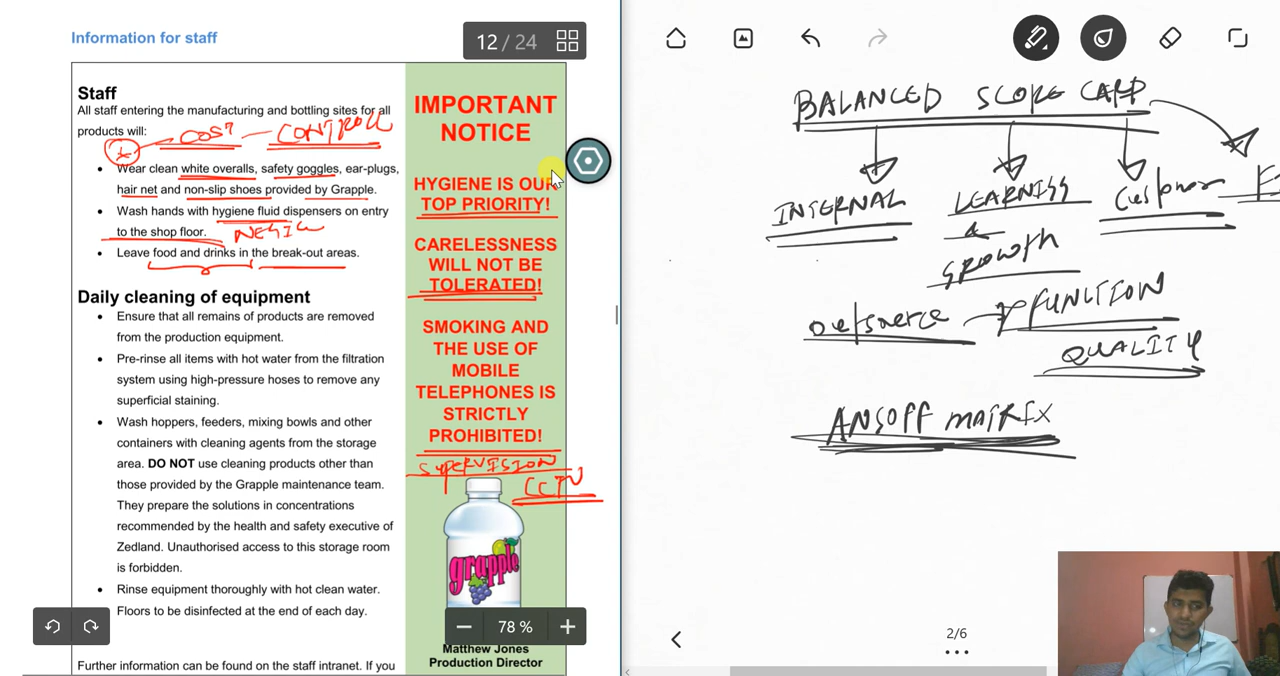 Information for staff
12 / 24
Staff
All staff entering the manufacturing and bottling sites for all
products will:
COST - CONTROLL
Wear clean white overalls, safety goggles, ear-plugs,
hair net and non-slip shoes provided by Grapple.
Wash hands with hygiene fluid dispensers on entry
to the shop floor.
Leave food and drinks in the break-out areas.
Daily cleaning of equipment
Ensure that all remains of products are removed
from the production equipment.
Pre-rinse all items with hot water from the filtration
system using high-pressure hoses to remove any
superficial staining.
Wash hoppers, feeders, mixing bowls and other
containers with cleaning agents from the storage
area. DO NOT use cleaning products other than
those provided by the Grapple maintenance team.
They prepare the solutions in concentrations
recommended by the health and safety executive of
Zedland. Unauthorised access to this storage room
is forbidden.
Rinse equipment thoroughly with hot clean water.
Floors to be disinfected at the end of each day.
Further information can be found on the staff intranet. If you
IMPORTANT
NOTICE
HYGIENE IS OUR
TOP PRIORITY!
CARELESSNESS
WILL NOT BE
TOLERATED!
SMOKING AND
THE USE OF
MOBILE
TELEPHONES IS
STRICTLY
PROHIBITED!
SUPERVISION
CCTV
grapple
78 %
Matthew Jones
Production Director
BALANCED SCORE CARD
INTERNAL
&
growth
Customer
FUNCTION
QUALITY
ANSOFF MATRIX
2/6